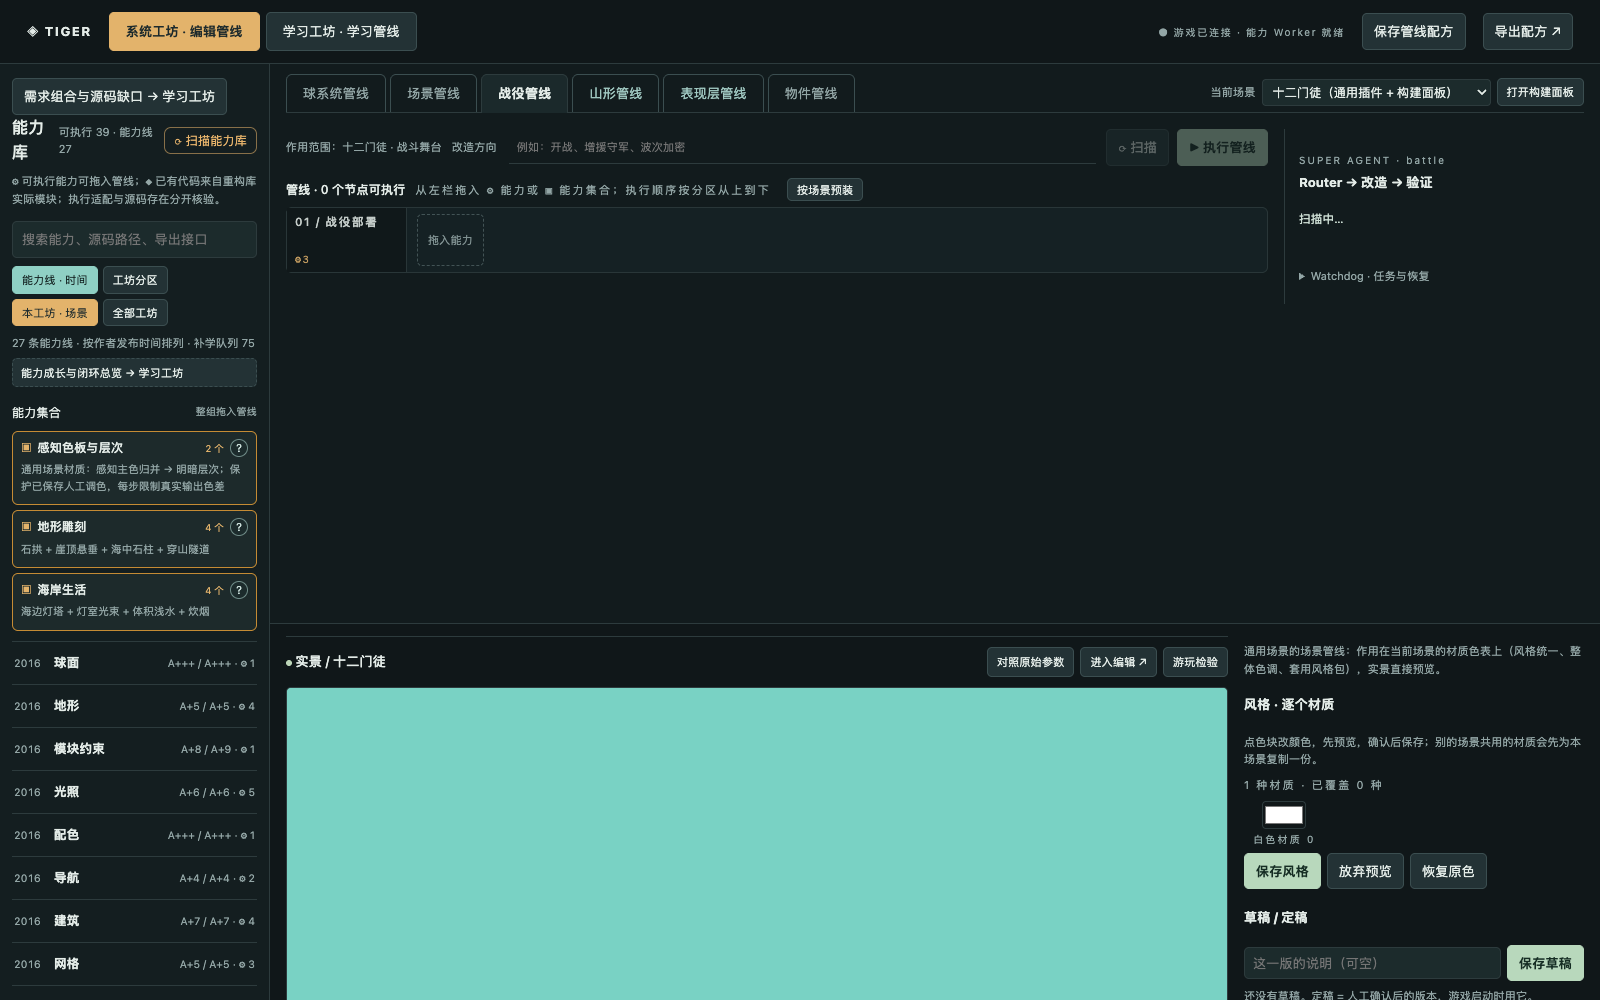 ◈ TIGER
系统工坊 · 编辑管线
学习工坊 · 学习管线
游戏已连接 · 能力 Worker 就绪
保存管线配方
导出配方 ↗
需求组合与源码缺口 → 学习工坊
能力库
可执行 39 · 能力线 27
⟳ 扫描能力库
⚙ 可执行能力可拖入管线；◆ 已有代码来自重构库实际模块；执行适配与源码存在分开核验。
搜索能力、源码路径、导出接口
能力线 · 时间
工坊分区
本工坊 · 场景
全部工坊
27 条能力线 · 按作者发布时间排列 · 补学队列 75
能力成长与闭环总览 → 学习工坊
能力集合
整组拖入管线
▣ 感知色板与层次
2 个
?
通用场景材质：感知主色归并 → 明暗层次；保护已保存人工调色，每步限制真实输出色差
▣ 地形雕刻
4 个
?
石拱 + 崖顶悬垂 + 海中石柱 + 穿山隧道
▣ 海岸生活
4 个
?
海边灯塔 + 灯室光束 + 体积浅水 + 炊烟
2016 球面 A+++ / A+++ · ⚙ 1
2016 地形 A+5 / A+5 · ⚙ 4
2016 模块约束 A+8 / A+9 · ⚙ 1
2016 光照 A+6 / A+6 · ⚙ 5
2016 配色 A+++ / A+++ · ⚙ 1
2016 导航 A+4 / A+4 · ⚙ 2
2016 建筑 A+7 / A+7 · ⚙ 4
2016 网格 A+5 / A+5 · ⚙ 3
球系统管线
场景管线
战役管线
山形管线
表现层管线
物件管线
当前场景
十二门徒（通用插件 + 构建面板）
打开构建面板
作用范围：十二门徒 · 战斗舞台
改造方向
例如：开战、增援守军、波次加密
⟳ 扫描
▶ 执行管线
管线 · 0 个节点可执行
从左栏拖入 ⚙ 能力或 ▣ 能力集合；执行顺序按分区从上到下
按场景预装
01 / 战役部署
⚙3
拖入能力
SUPER AGENT · battle
Router → 改造 → 验证
扫描中…
▶ Watchdog · 任务与恢复
实景 / 十二门徒
对照原始参数
进入编辑 ↗
游玩检验
通用场景的场景管线：作用在当前场景的材质色表上（风格统一、整体色调、套用风格包），实景直接预览。
风格 · 逐个材质
点色块改颜色，先预览，确认后保存；别的场景共用的材质会先为本场景复制一份。
1 种材质 · 已覆盖 0 种
白色材质 0
保存风格
放弃预览
恢复原色
草稿 / 定稿
这一版的说明（可空）
保存草稿
还没有草稿。定稿 = 人工确认后的版本，游戏启动时用它。